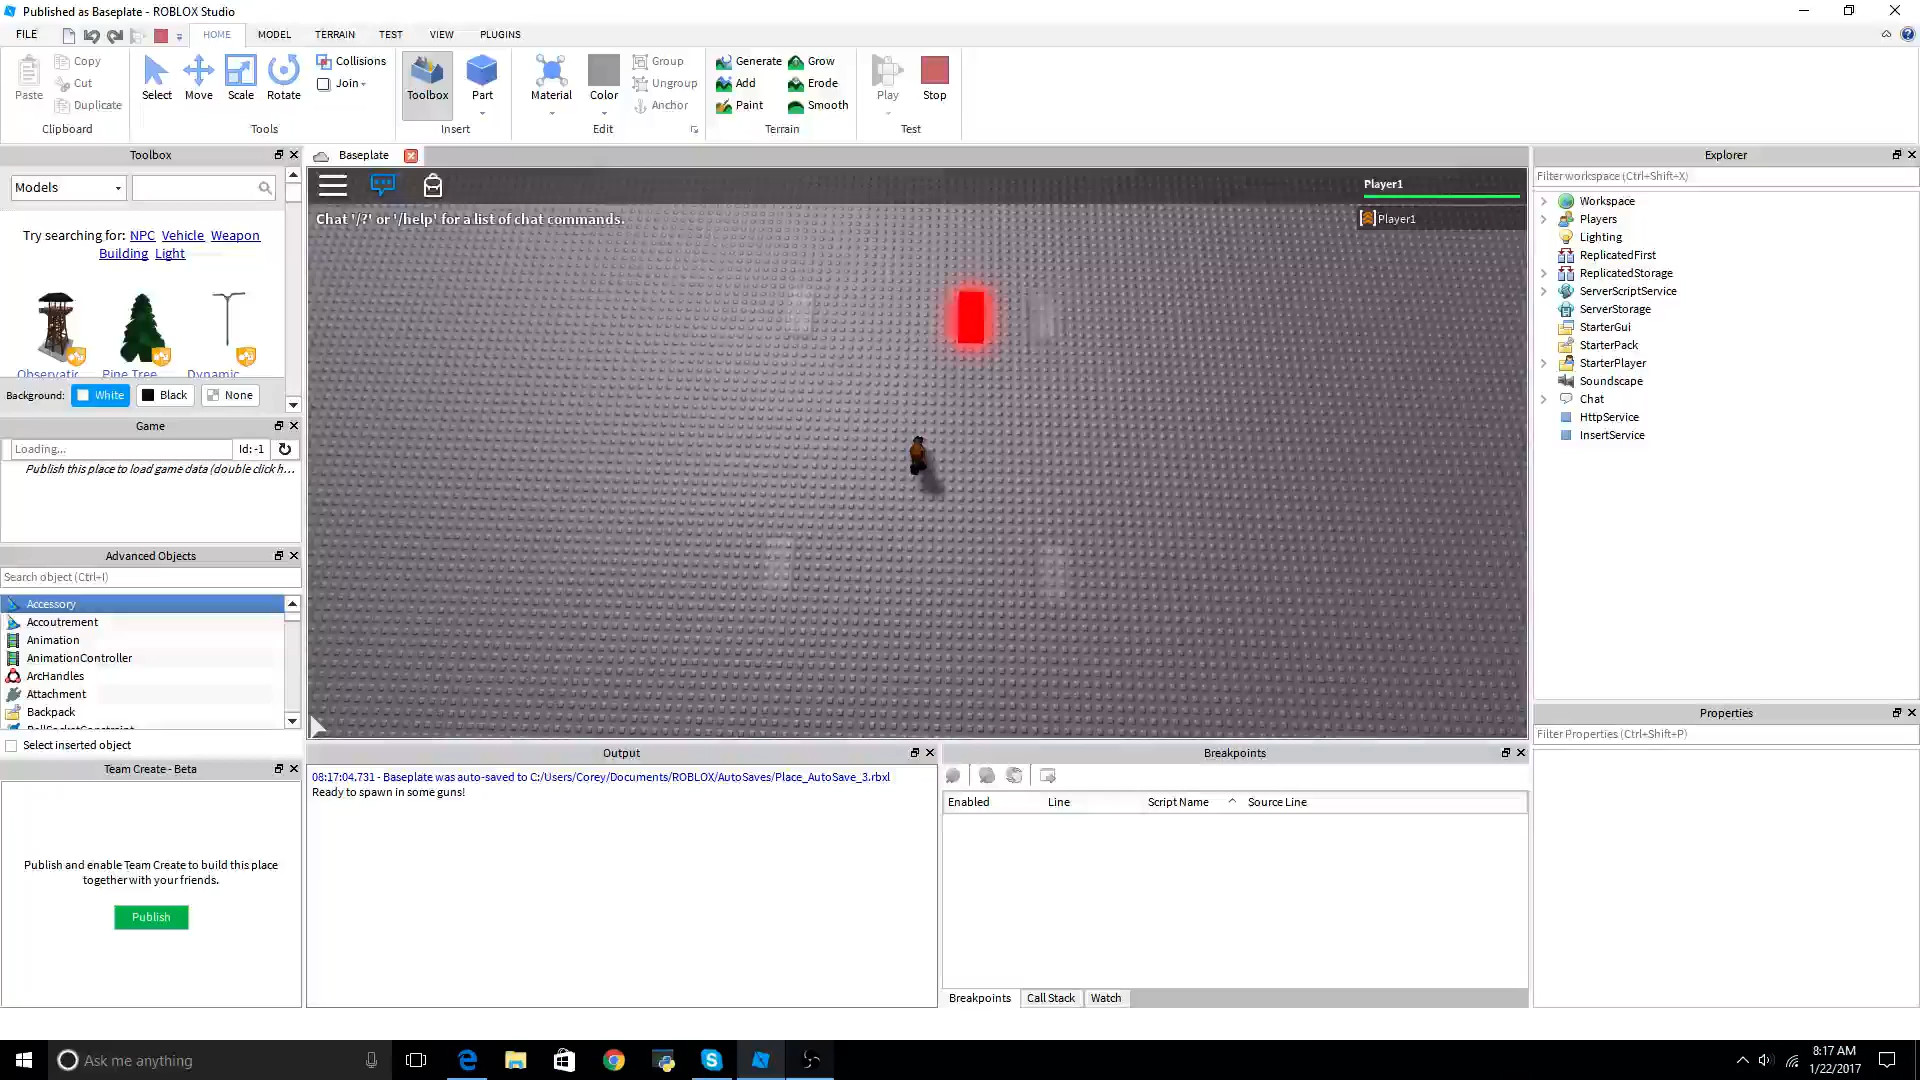 Published as Baseplate - ROBLOX Studio
FILE
HOME
MODEL
TERRAIN
TEST
VIEW
PLUGINS
Paste
Copy
Cut
Duplicate
Clipboard
Select
Move
Scale
Rotate
Collisions
Join
Tools
Toolbox
Part
Insert
Material
Color
Group
Ungroup
Anchor
Edit
Generate
Add
Paint
Grow
Erode
Smooth
Terrain
Play
Stop
Test
Toolbox
Models
Try searching for: NPC Vehicle Weapon
Building Light
Observatic Pine Tree Dynamic
Background: White Black None
Game
Loading... Id:-1
Publish this place to load game data (double click h...
Advanced Objects
Search object (Ctrl+I)
Accessory
Accoutrement
Animation
AnimationController
ArcHandles
Attachment
Backpack
BallSocketConstraint
Select inserted object
Team Create - Beta
Publish and enable Team Create to build this place
together with your friends.
Publish
Baseplate
Chat '/?' or '/help' for a list of chat commands.
Player1
Player1
Output
08:17:04.731 - Baseplate was auto-saved to C:/Users/Corey/Documents/ROBLOX/AutoSaves/Place_AutoSave_3.rbxl
Ready to spawn in some guns!
Breakpoints
Enabled Line Script Name Source Line
Breakpoints Call Stack Watch
Explorer
Filter workspace (Ctrl+Shift+X)
Workspace
Players
Lighting
ReplicatedFirst
ReplicatedStorage
ServerScriptService
ServerStorage
StarterGui
StarterPack
StarterPlayer
Soundscape
Chat
HttpService
InsertService
Properties
Filter Properties (Ctrl+Shift+P)
Ask me anything
8:17 AM
1/22/2017